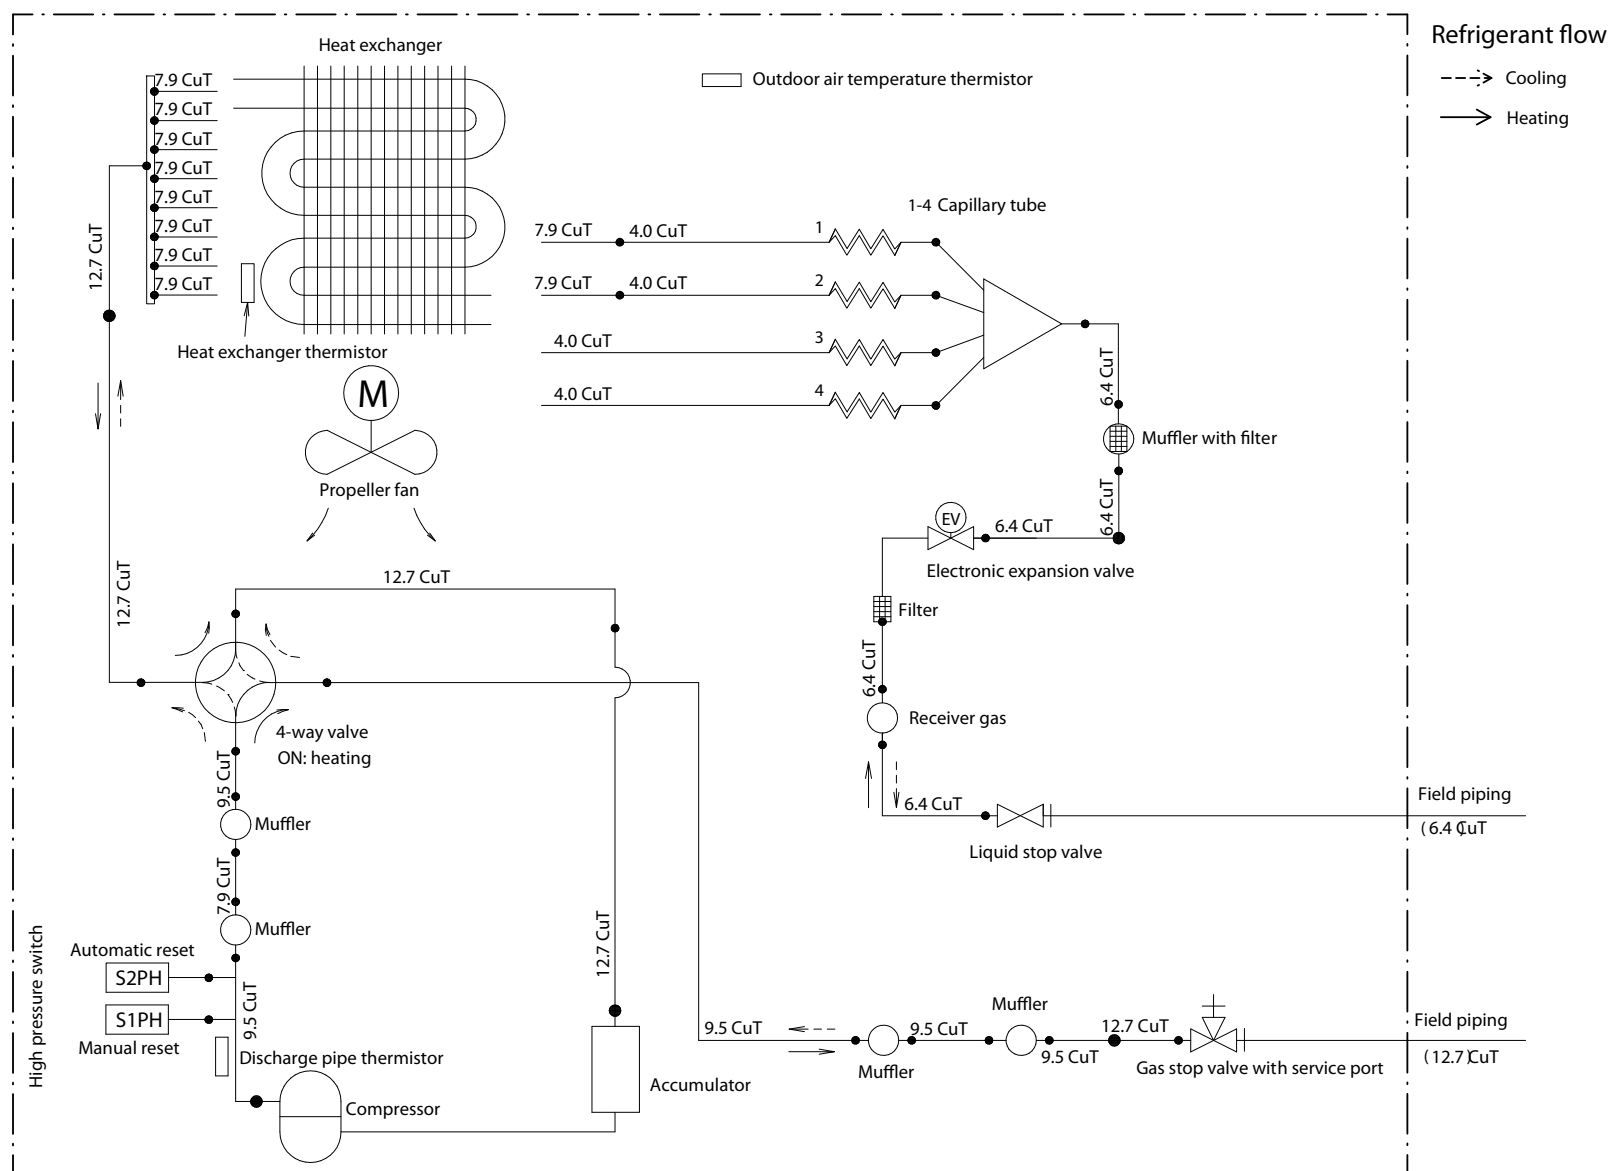 Refrigerant flow
Cooling
Heating
Heat exchanger
Outdoor air temperature thermistor
7.9 CuT
7.9 CuT
7.9 CuT
7.9 CuT
7.9 CuT
7.9 CuT
7.9 CuT
7.9 CuT
12.7 CuT
Heat exchanger thermistor
M
Propeller fan
1-4 Capillary tube
7.9 CuT 4.0 CuT 1
7.9 CuT 4.0 CuT 2
4.0 CuT 3
4.0 CuT 4
6.4 CuT
Muffler with filter
6.4 CuT
EV
6.4 CuT
Electronic expansion valve
Filter
6.4 CuT
Receiver gas
6.4 CuT
Liquid stop valve
Field piping
(6.4 CuT
12.7 CuT
12.7 CuT
4-way valve
ON: heating
9.5 CuT
Muffler
7.9 CuT
Muffler
High pressure switch
Automatic reset
S2PH
S1PH
Manual reset
9.5 CuT
Discharge pipe thermistor
Compressor
12.7 CuT
Accumulator
9.5 CuT
Muffler
9.5 CuT
Muffler
9.5 CuT
12.7 CuT
Gas stop valve with service port
Field piping
(12.7)CuT